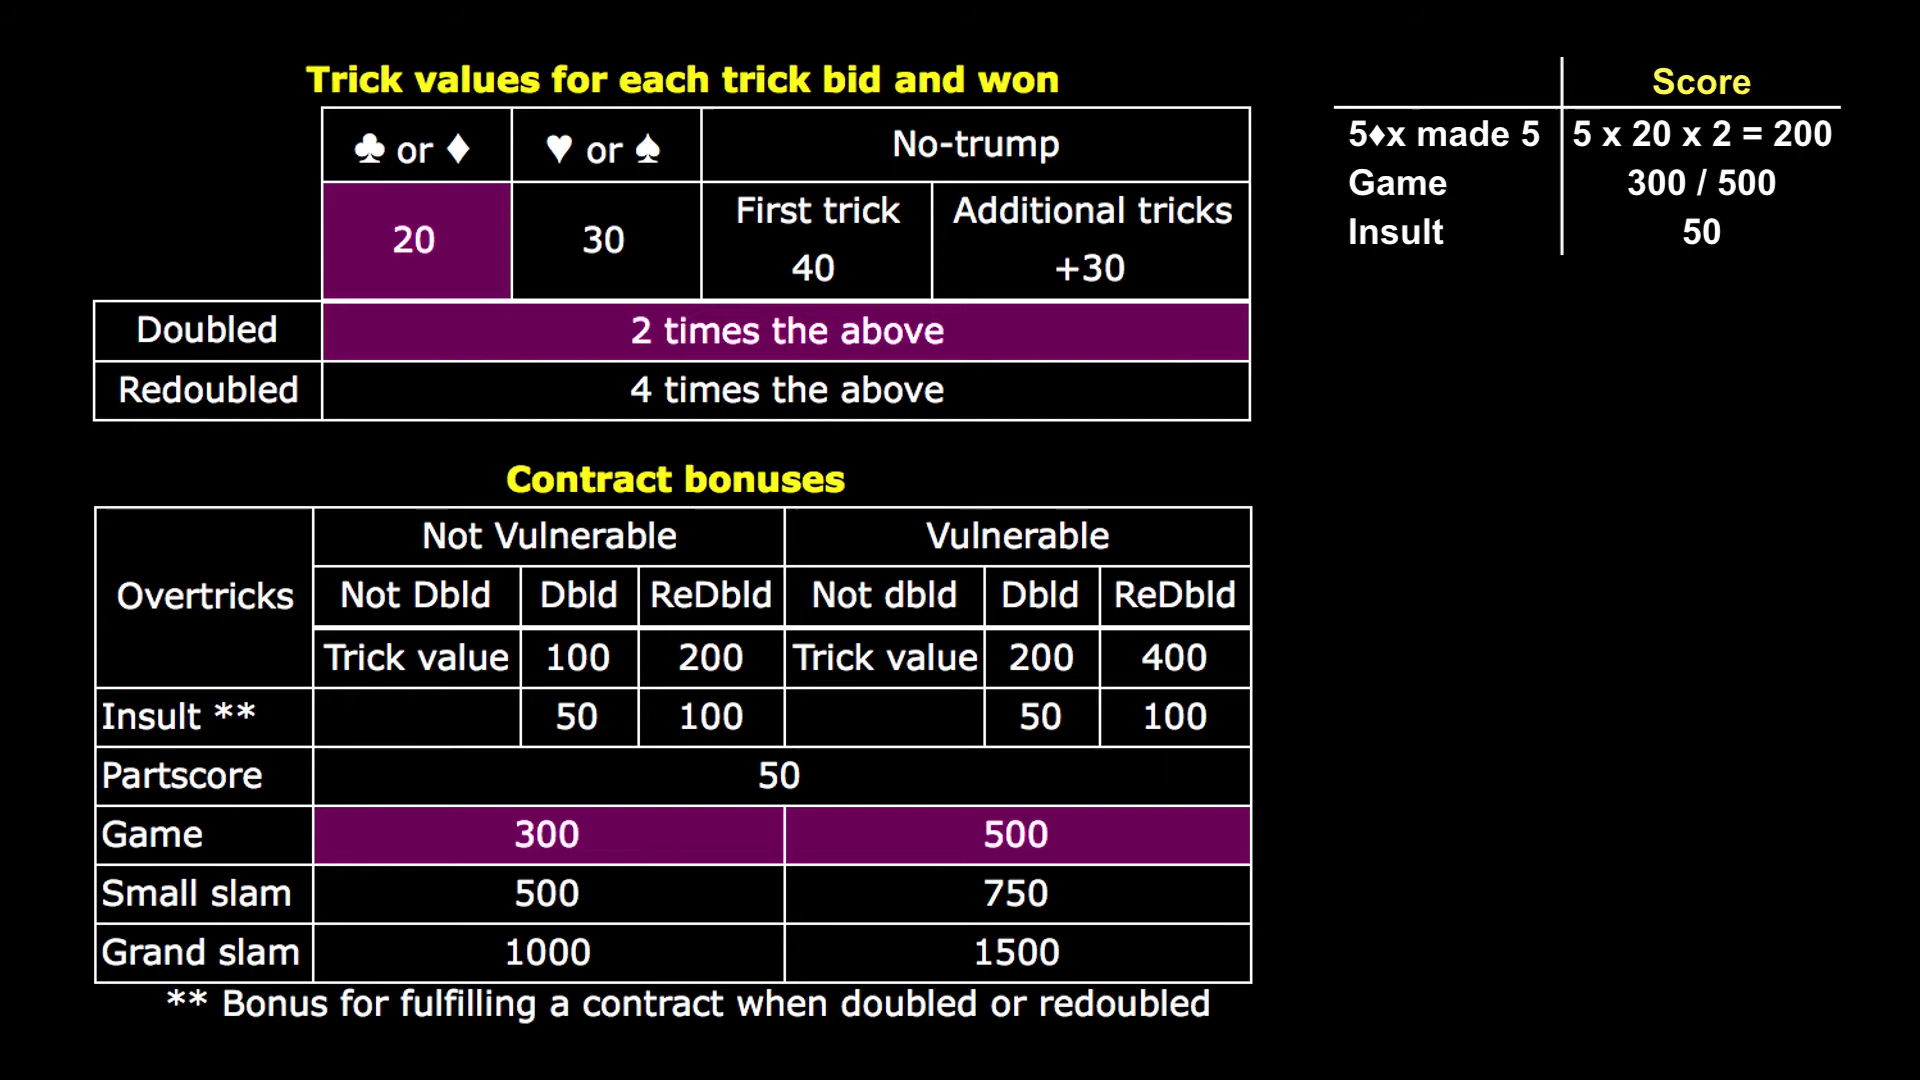 Trick values for each trick bid and won
♣ or ♦ ♥ or ♠ No-trump
20 30 First trick Additional tricks
40 +30
Doubled 2 times the above
Redoubled 4 times the above
Contract bonuses
Overtricks Not Vulnerable Vulnerable
Not Dbld Dbld ReDbld Not dbld Dbld ReDbld
Trick value 100 200 Trick value 200 400
Insult ** 50 100 50 100
Partscore 50
Game 300 500
Small slam 500 750
Grand slam 1000 1500
** Bonus for fulfilling a contract when doubled or redoubled
Score
5♦x made 5 5 x 20 x 2 = 200
Game 300 / 500
Insult 50